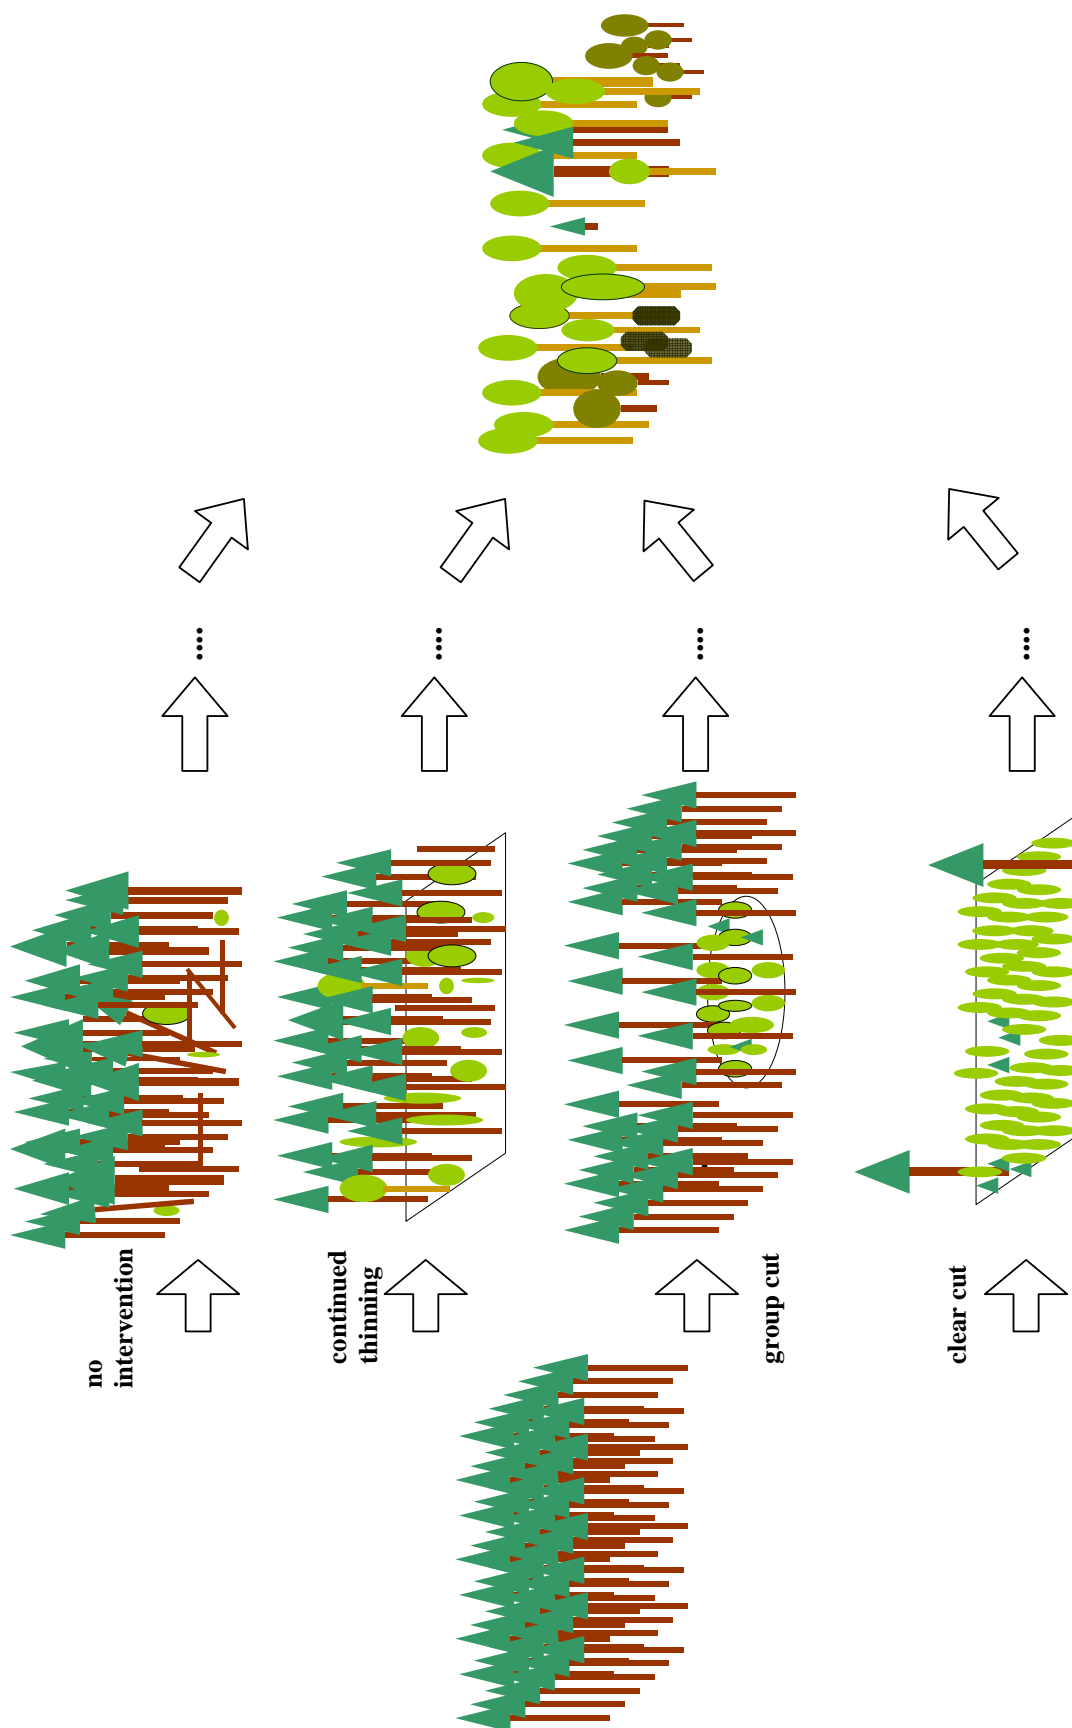 no
intervention
continued
thinning
group cut
clear cut
....
....
....
....